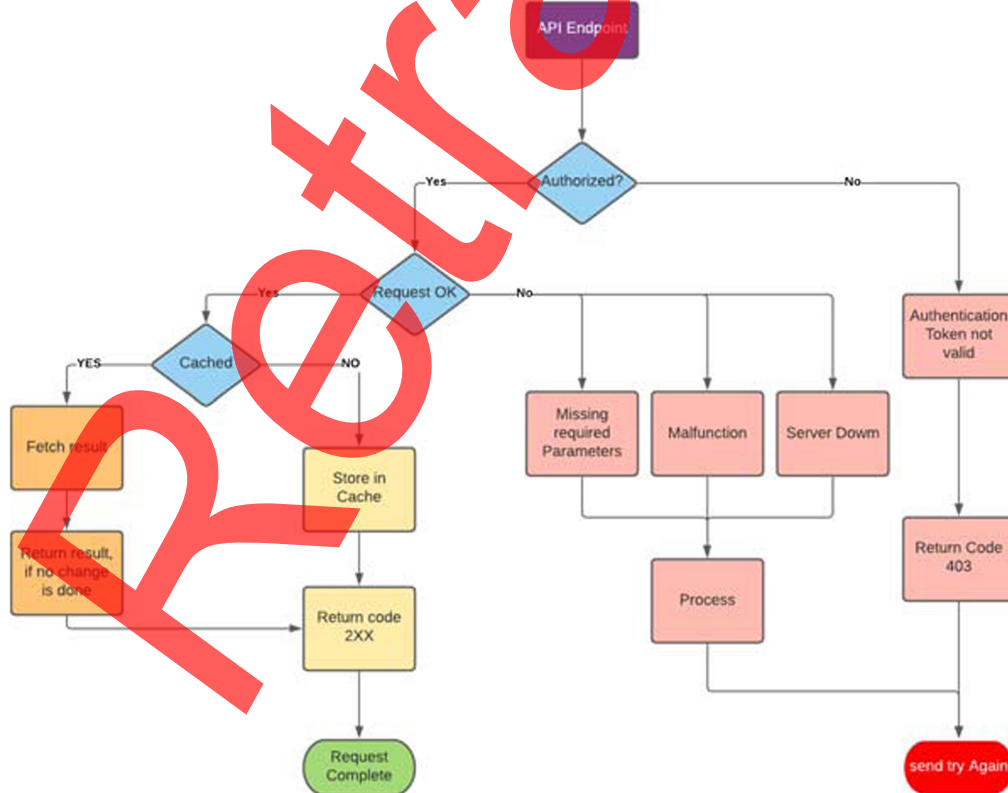 API Endpoint
Authorized?
Yes
No
Request OK
Yes
No
Cached
YES
NO
Authentication
Token not
valid
Missing
required
Parameters
Malfunction
Server Dowm
Fetch result
Store in
Cache
Return result,
if no change
is done
Return Code
403
Process
Return code
2XX
Request
Complete
send try Again
Retr